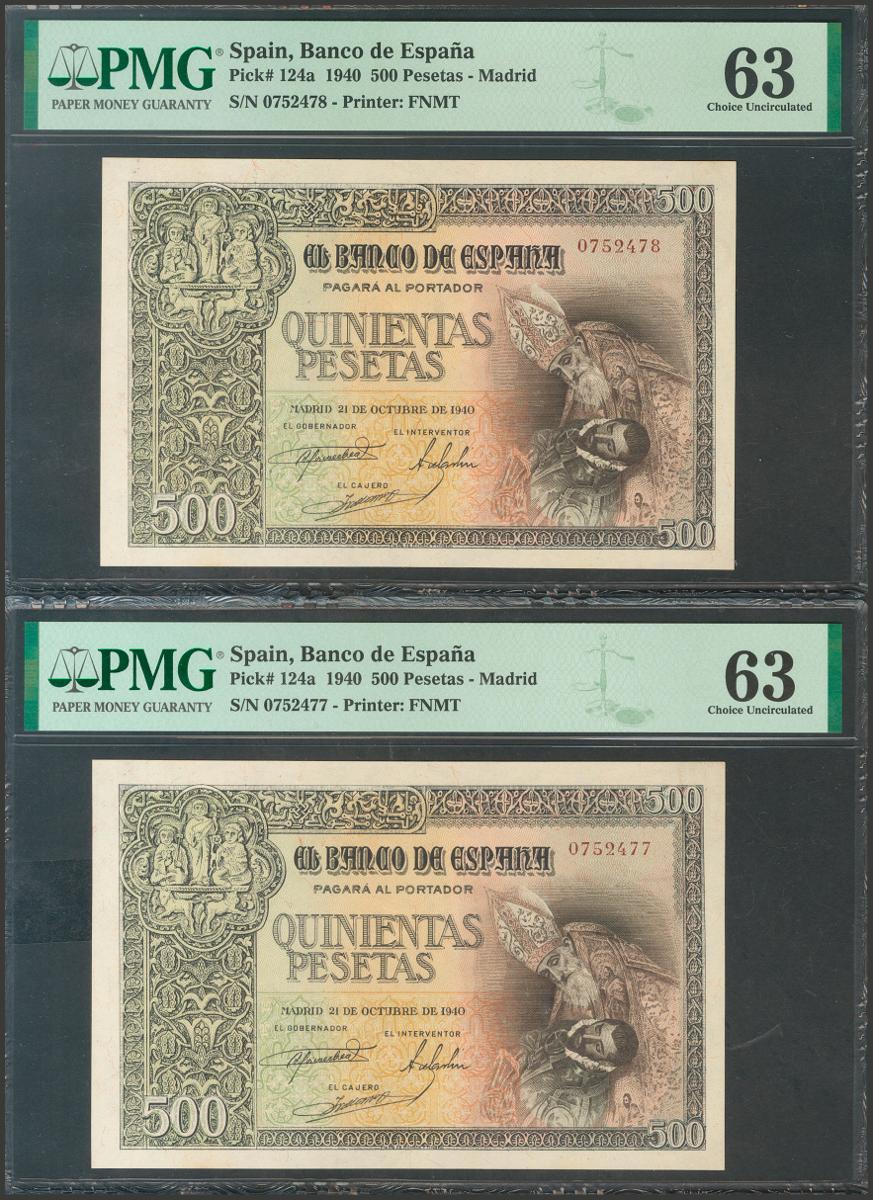 PMG®
PAPER MONEY GUARANTY
Spain, Banco de España
Pick# 124a 1940 500 Pesetas - Madrid
S/N 0752478 - Printer: FNMT
63
Choice Uncirculated
500
EL BANCO DE ESPAÑA
0752478
PAGARÁ AL PORTADOR
QUINIENTAS
PESETAS
MADRID 21 DE OCTUBRE DE 1940
EL GOBERNADOR
EL INTERVENTOR
EL CAJERO
500
500
PMG®
PAPER MONEY GUARANTY
Spain, Banco de España
Pick# 124a 1940 500 Pesetas - Madrid
S/N 0752477 - Printer: FNMT
63
Choice Uncirculated
500
EL BANCO DE ESPAÑA
0752477
PAGARÁ AL PORTADOR
QUINIENTAS
PESETAS
MADRID 21 DE OCTUBRE DE 1940
EL GOBERNADOR
EL INTERVENTOR
EL CAJERO
500
500